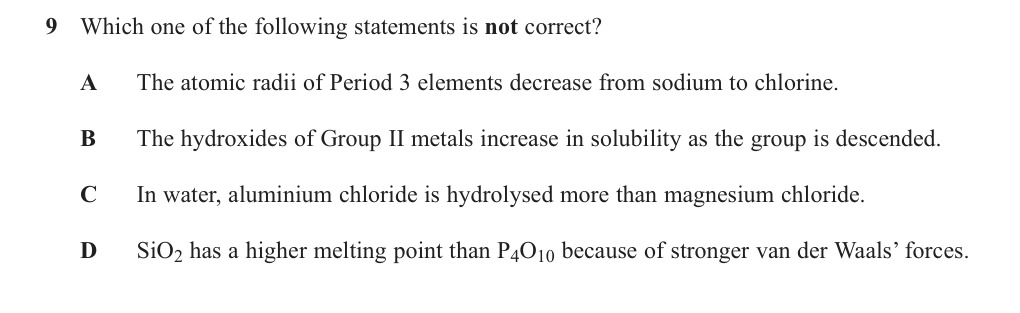 9 Which one of the following statements is not correct?
A The atomic radii of Period 3 elements decrease from sodium to chlorine.
B The hydroxides of Group II metals increase in solubility as the group is descended.
C In water, aluminium chloride is hydrolysed more than magnesium chloride.
D SiO₂ has a higher melting point than P₄O₁₀ because of stronger van der Waals’ forces.